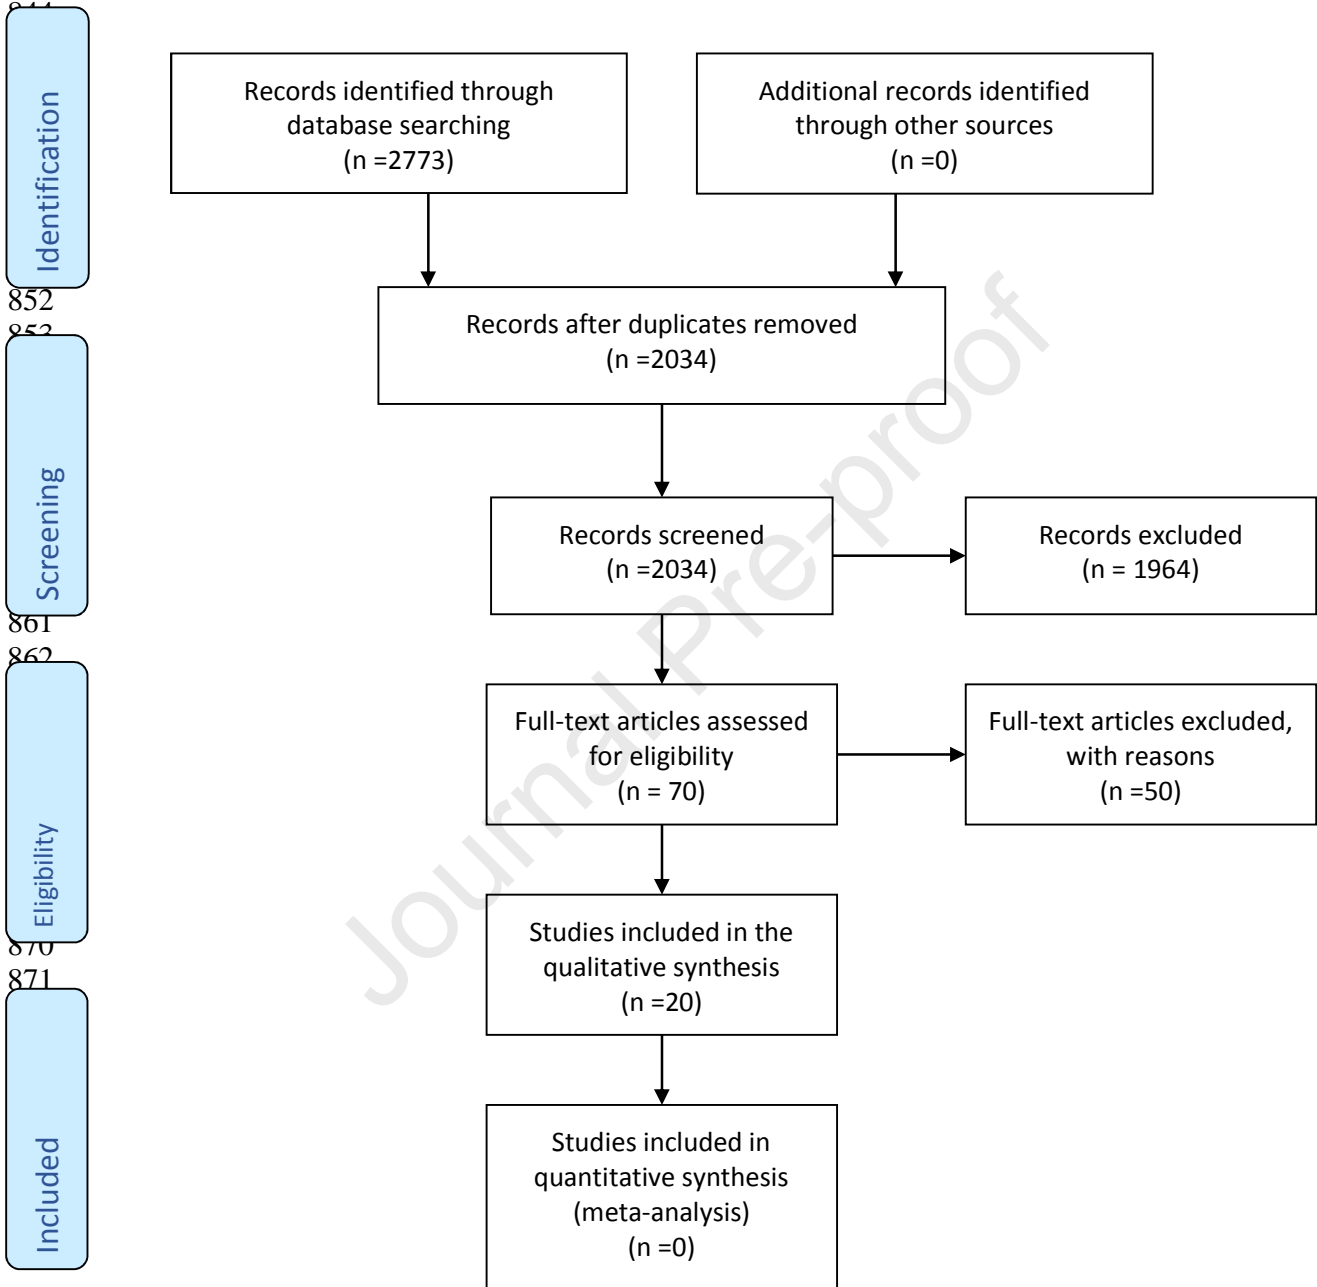 844
Identification
Records identified through
database searching
(n =2773)
Additional records identified
through other sources
(n =0)
852
853
Records after duplicates removed
(n =2034)
Screening
Records screened
(n =2034)
Records excluded
(n = 1964)
861
862
Eligibility
Full-text articles assessed
for eligibility
(n = 70)
Full-text articles excluded,
with reasons
(n =50)
870
871
Studies included in the
qualitative synthesis
(n =20)
Included
Studies included in
quantitative synthesis
(meta-analysis)
(n =0)
Journal Pre-proof